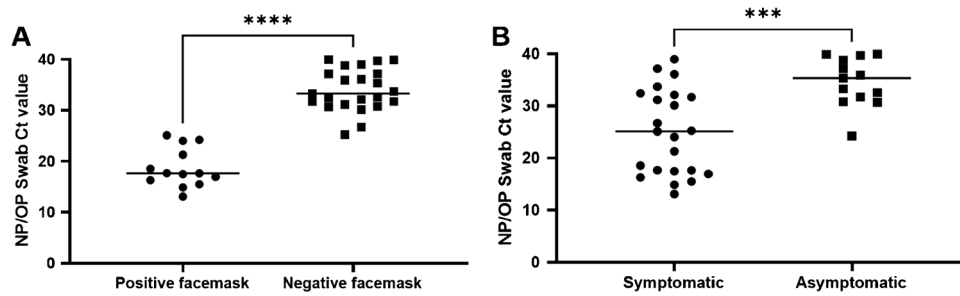 A
****
NP/OP Swab Ct value
40
30
20
10
0
Positive facemask
Negative facemask
B
***
NP/OP Swab Ct value
40
30
20
10
0
Symptomatic
Asymptomatic